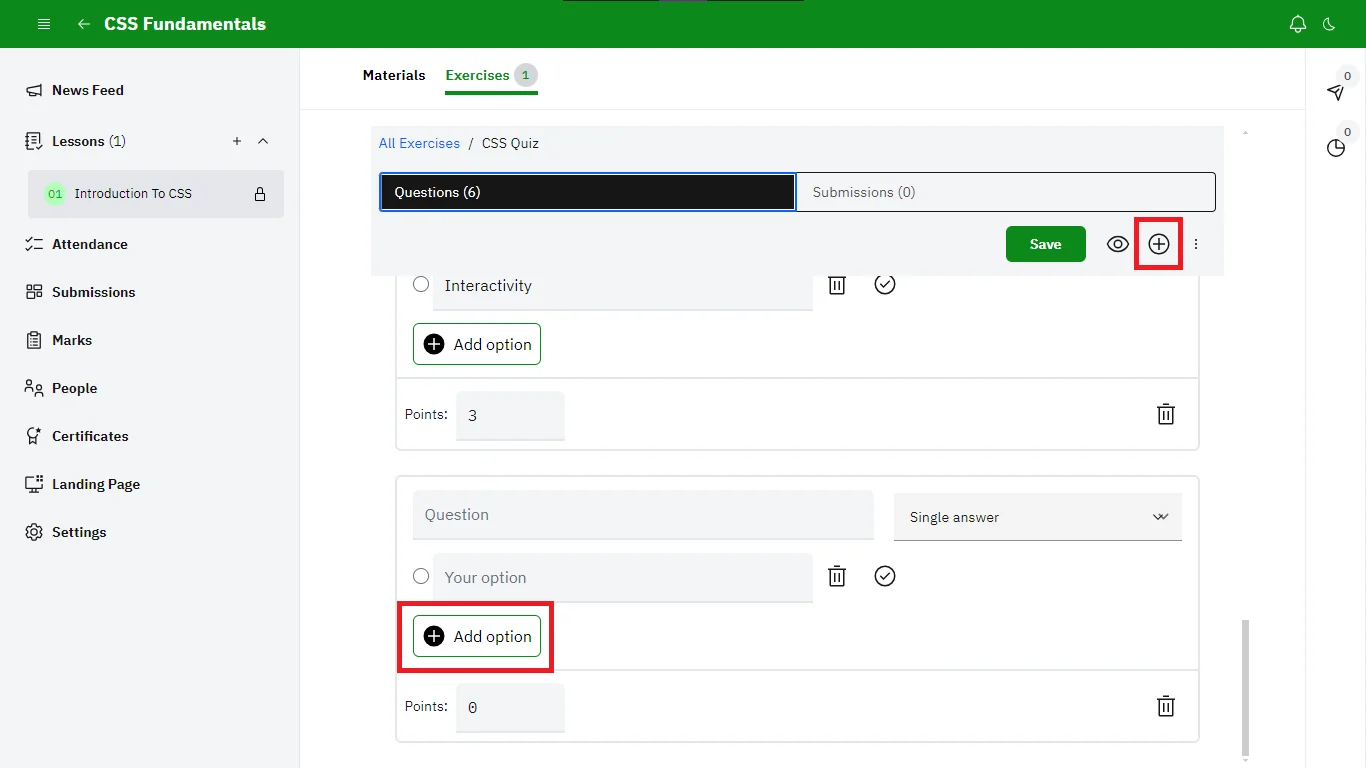 CSS Fundamentals
News Feed
Lessons (1)
01 Introduction To CSS
Attendance
Submissions
Marks
People
Certificates
Landing Page
Settings
Materials Exercises 1
All Exercises / CSS Quiz
Questions (6) Submissions (0)
Save
Interactivity
Add option
Points: 3
Question Single answer
Your option
Add option
Points: 0
0
0